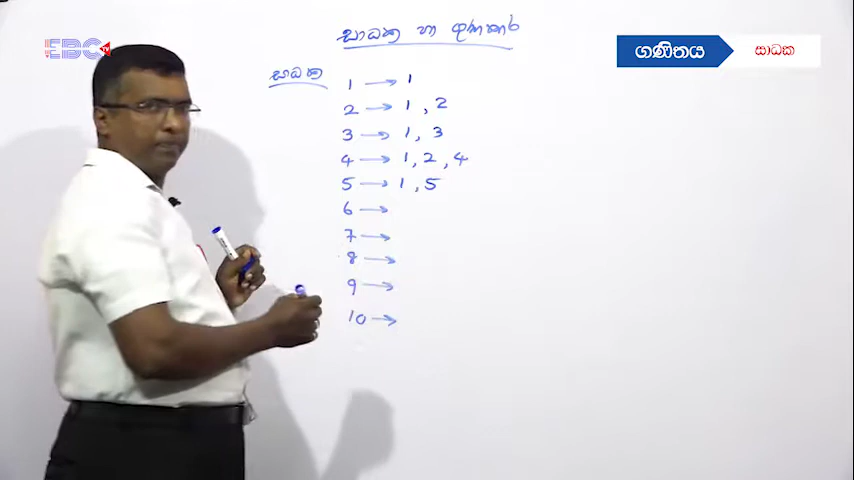 සාධක හා ගුණාකාර
EBC TV
ගණිතය
සාධක
සාධක
1 → 1
2 → 1, 2
3 → 1, 3
4 → 1, 2, 4
5 → 1, 5
6 →
7 →
8 →
9 →
10 →